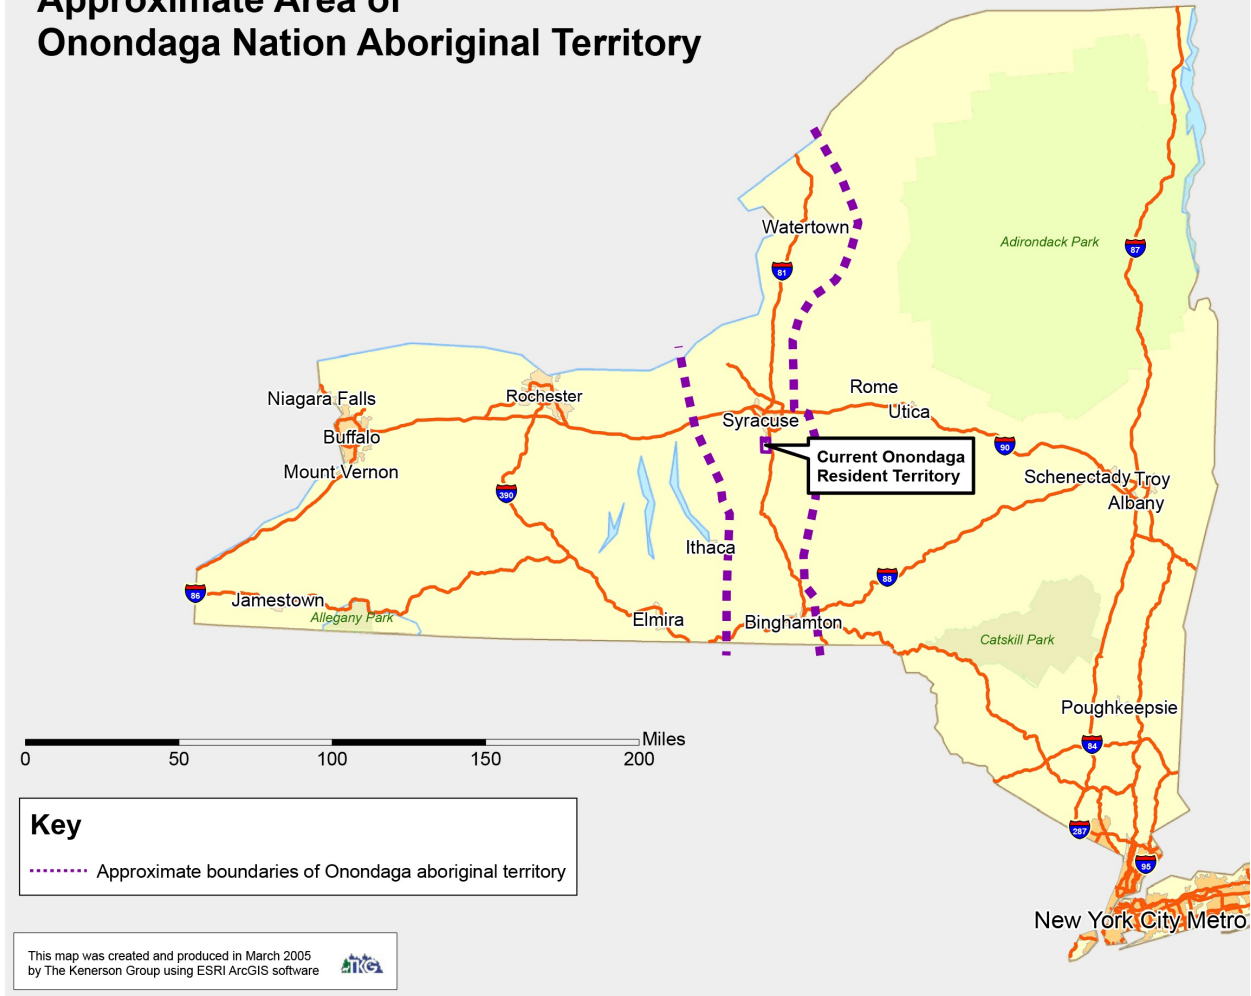 Approximate Area of
Onondaga Nation Aboriginal Territory
Watertown
Adirondack Park
87
81
Rome
Utica
Niagara Falls
Rochester
Syracuse
Buffalo
90
Current Onondaga
Resident Territory
Mount Vernon
Schenectady
Troy
390
Albany
Ithaca
88
86
Jamestown
Allegany Park
Elmira
Binghamton
Catskill Park
Poughkeepsie
84
Miles
0 50 100 150 200
287
95
Key
Approximate boundaries of Onondaga aboriginal territory
New York City Metro
This map was created and produced in March 2005
by The Kenerson Group using ESRI ArcGIS software
TKG